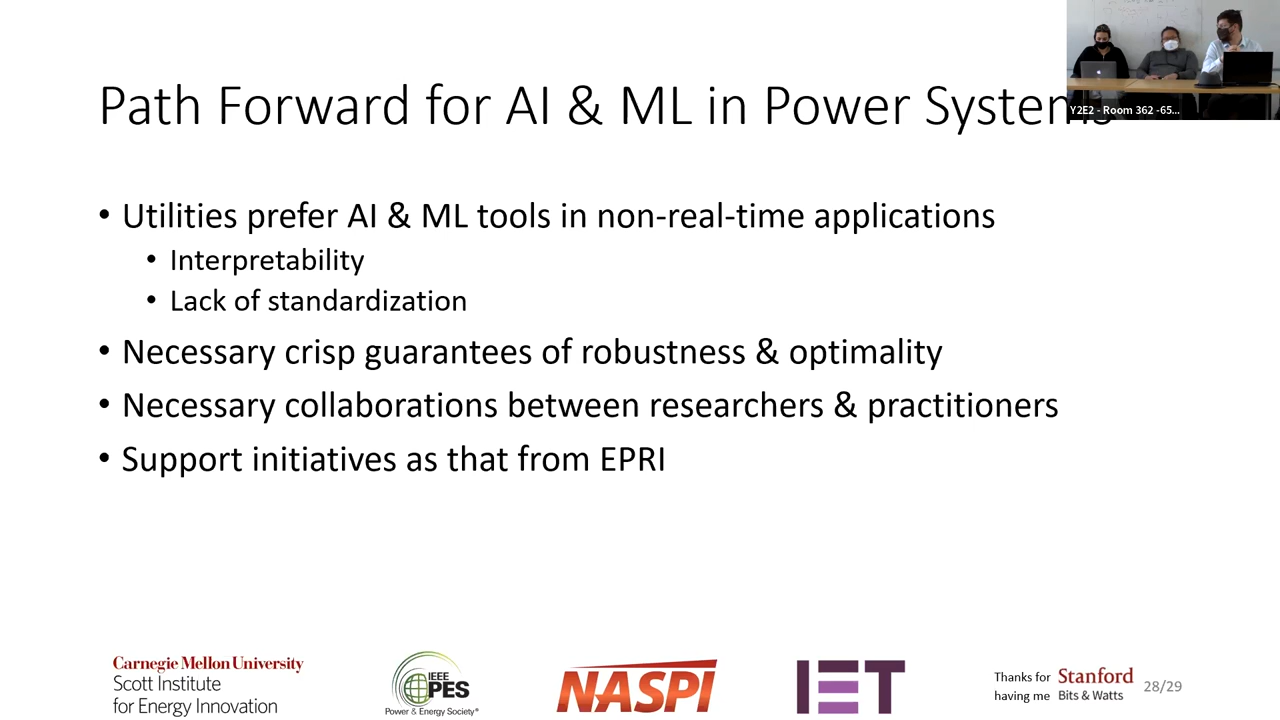 Path Forward for AI & ML in Power Systems
Y2E2 - Room 362 -65...
• Utilities prefer AI & ML tools in non-real-time applications
• Interpretability
• Lack of standardization
• Necessary crisp guarantees of robustness & optimality
• Necessary collaborations between researchers & practitioners
• Support initiatives as that from EPRI
Carnegie Mellon University
Scott Institute
for Energy Innovation
IEEE
PES
Power & Energy Society®
NASPI
IET
Thanks for
having me
Stanford
Bits & Watts
28/29